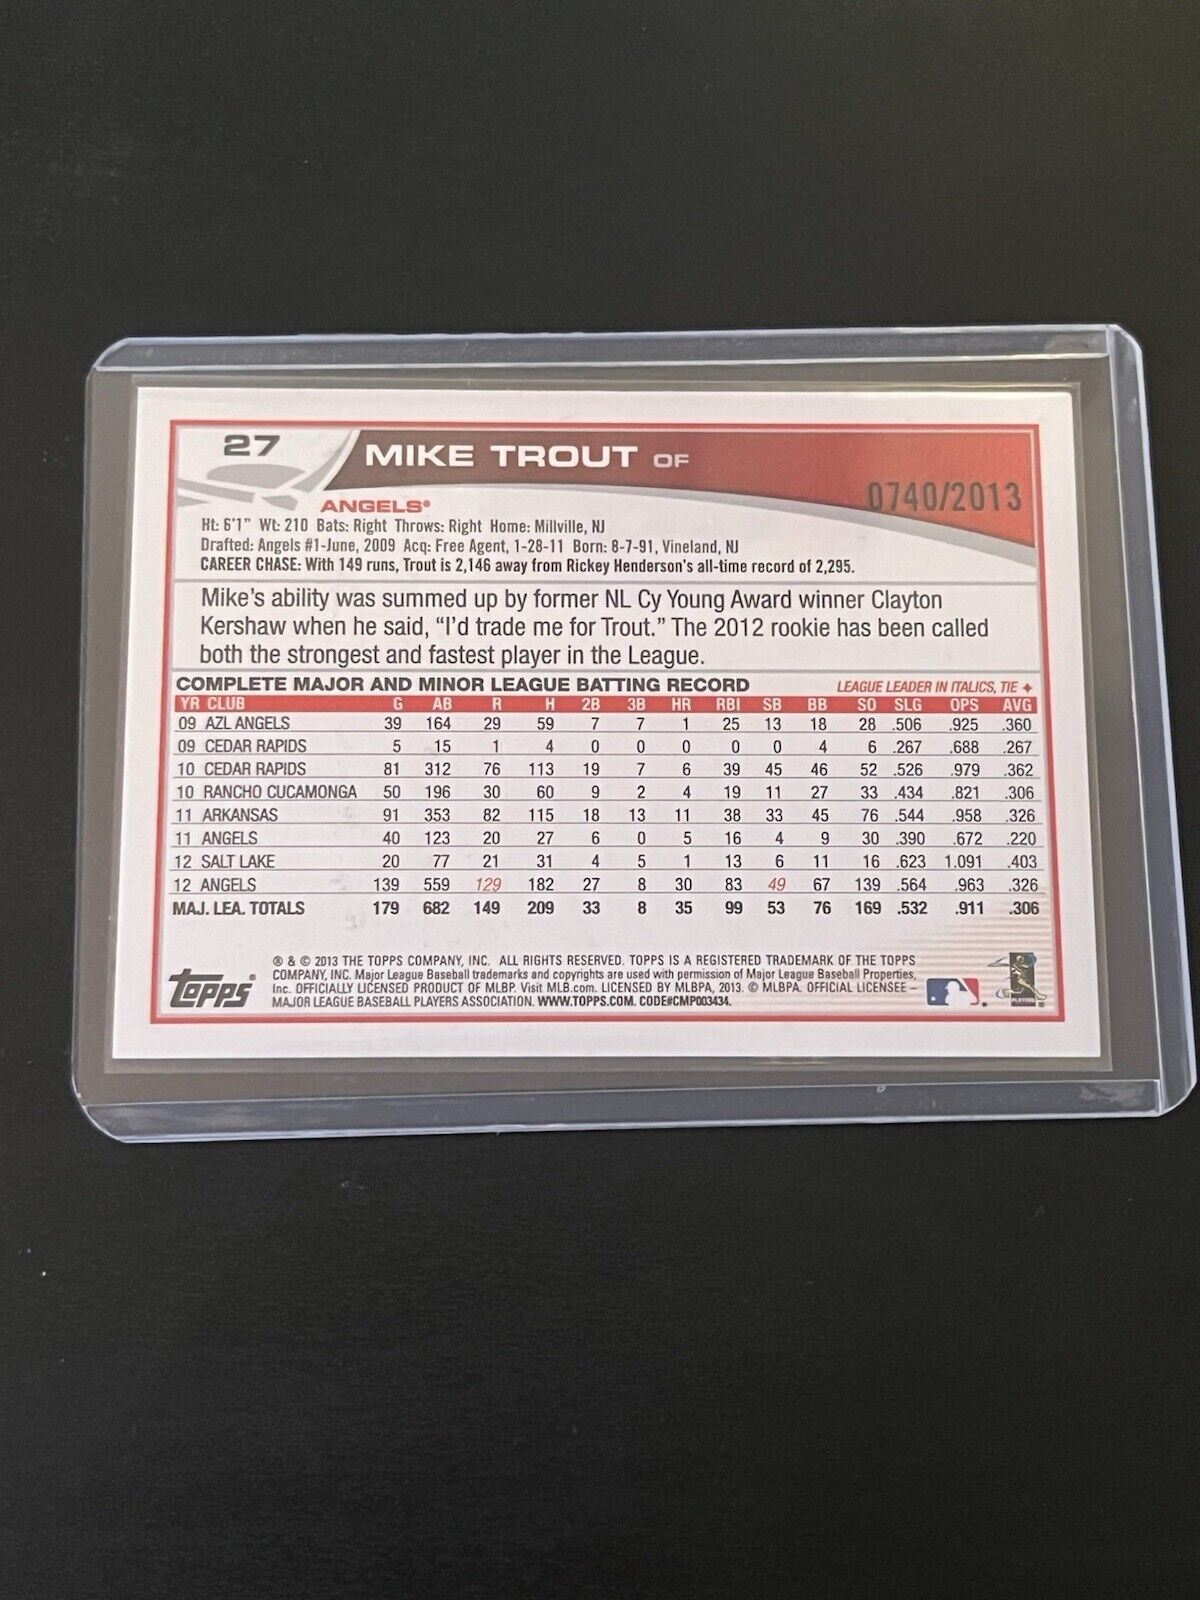 27
MIKE TROUT OF
0740/2013
ANGELS®
Ht: 6'1" Wt: 210 Bats: Right Throws: Right Home: Millville, NJ
Drafted: Angels #1-June, 2009 Acq: Free Agent, 1-28-11 Born: 8-7-91, Vineland, NJ
CAREER CHASE: With 149 runs, Trout is 2,146 away from Rickey Henderson's all-time record of 2,295.
Mike's ability was summed up by former NL Cy Young Award winner Clayton
Kershaw when he said, “I'd trade me for Trout.” The 2012 rookie has been called
both the strongest and fastest player in the League.
COMPLETE MAJOR AND MINOR LEAGUE BATTING RECORD LEAGUE LEADER IN ITALICS, TIE ✦
YR CLUB G AB R H 2B 3B HR RBI SB BB SO SLG OPS AVG
09 AZL ANGELS 39 164 29 59 7 7 1 25 13 18 28 .506 .925 .360
09 CEDAR RAPIDS 5 15 1 4 0 0 0 0 0 4 6 .267 .688 .267
10 CEDAR RAPIDS 81 312 76 113 19 7 6 39 45 46 52 .526 .979 .362
10 RANCHO CUCAMONGA 50 196 30 60 9 2 4 19 11 27 33 .434 .821 .306
11 ARKANSAS 91 353 82 115 18 13 11 38 33 45 76 .544 .958 .326
11 ANGELS 40 123 20 27 6 0 5 16 4 9 30 .390 .672 .220
12 SALT LAKE 20 77 21 31 4 5 1 13 6 11 16 .623 1.091 .403
12 ANGELS 139 559 129 182 27 8 30 83 49 67 139 .564 .963 .326
MAJ. LEA. TOTALS 179 682 149 209 33 8 35 99 53 76 169 .532 .911 .306
® & © 2013 THE TOPPS COMPANY, INC. ALL RIGHTS RESERVED. TOPPS IS A REGISTERED TRADEMARK OF THE TOPPS
COMPANY, INC. Major League Baseball trademarks and copyrights are used with permission of Major League Baseball Properties,
Inc. OFFICIALLY LICENSED PRODUCT OF MLBP. Visit MLB.com. LICENSED BY MLBPA, 2013. © MLBPA. OFFICIAL LICENSEE –
MAJOR LEAGUE BASEBALL PLAYERS ASSOCIATION. WWW.TOPPS.COM. CODE#CMP003434.
Topps®
PLAYERS